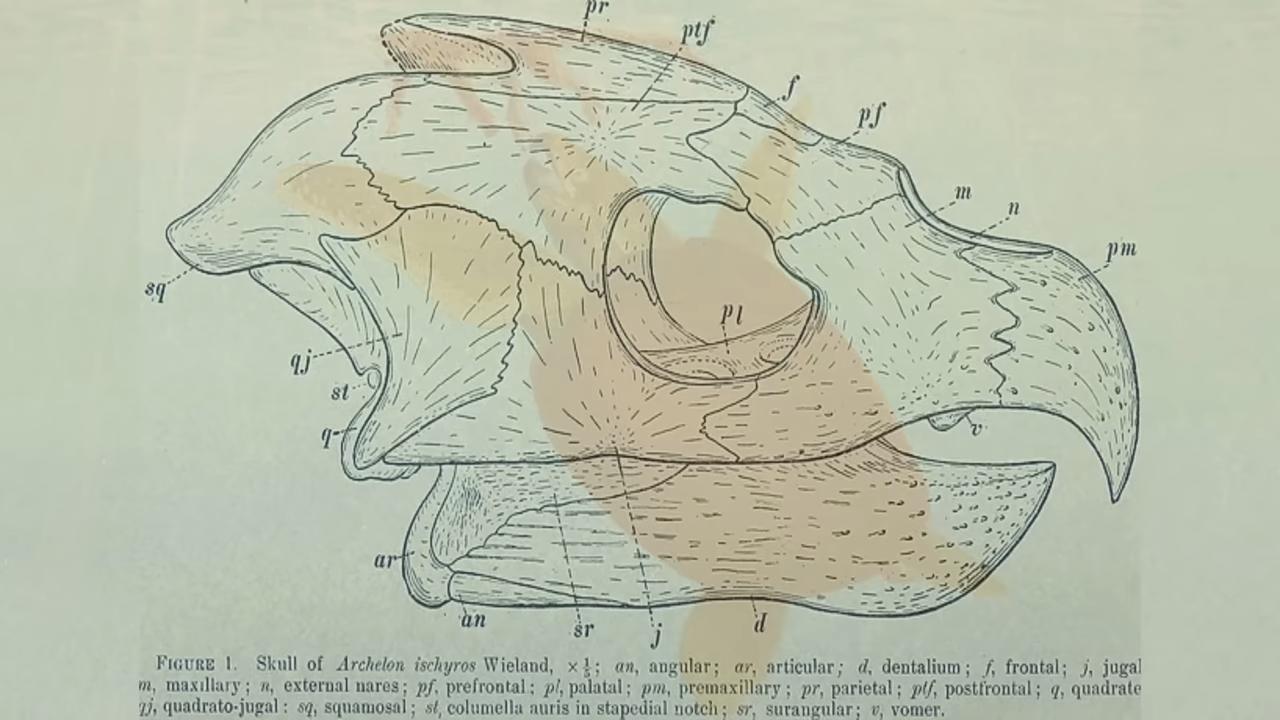 pr
ptf
f
pf
m
n
pm
sq
pl
qj
st
q
v
ar
an
sr
j
d
FIGURE 1. Skull of Archelon ischyros Wieland, × ⅕; an, angular; ar, articular; d, dentalium; f, frontal; j, jugal
m, maxillary; n, external nares; pf, prefrontal; pl, palatal; pm, premaxillary; pr, parietal; ptf, postfrontal; q, quadrate
qj, quadrato-jugal: sq, squamosal; st, columella auris in stapedial notch; sr, surangular; v, vomer.